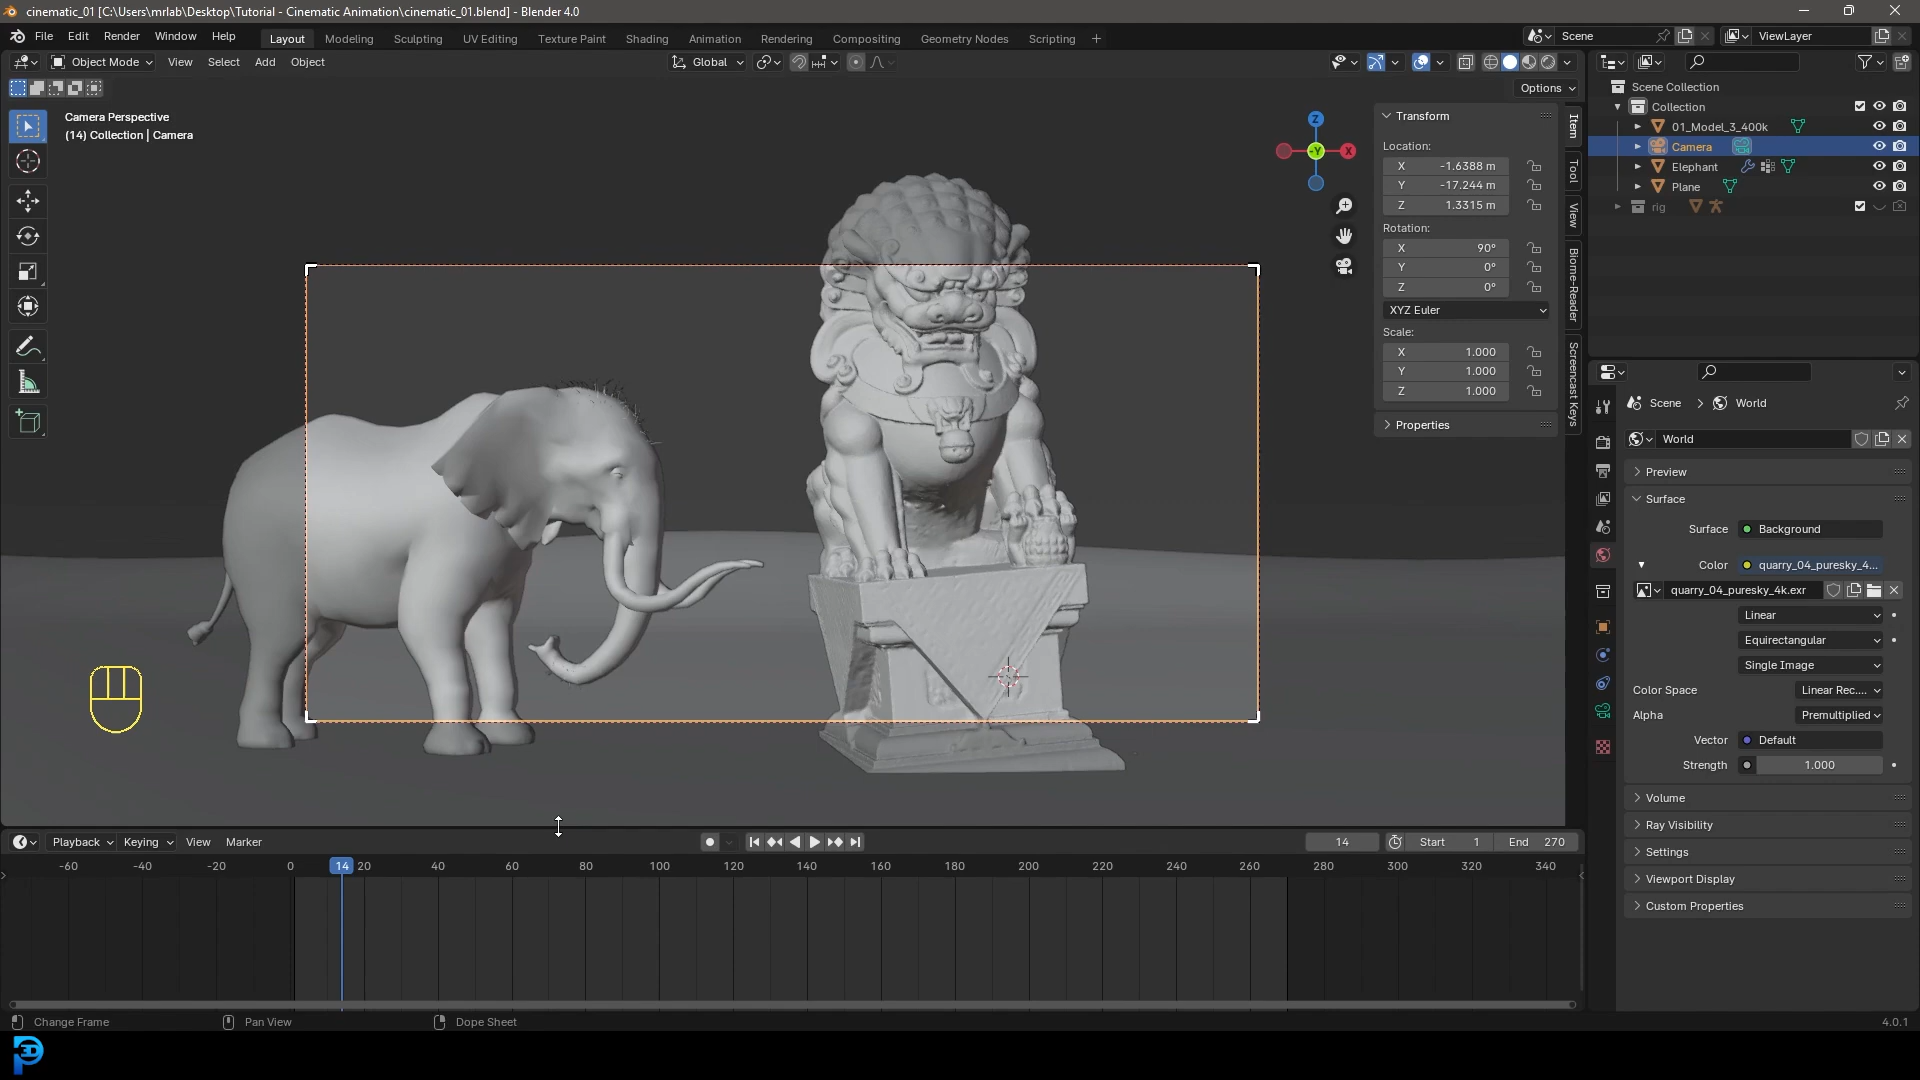 cinematic_01 [C:\Users\mrlab\Desktop\Tutorial - Cinematic Animation\cinematic_01.blend] - Blender 4.0
File Edit Render Window Help Layout Modeling Sculpting UV Editing Texture Paint Shading Animation Rendering Compositing Geometry Nodes Scripting + Scene ViewLayer
Object Mode View Select Add Object Global
Options
Camera Perspective
(14) Collection | Camera
Z
-Y
X
Transform
Location:
X -1.6388 m
Y -17.244 m
Z 1.3315 m
Rotation:
X 90°
Y 0°
Z 0°
XYZ Euler
Scale:
X 1.000
Y 1.000
Z 1.000
Properties
Item
Tool
View
Biome-Reader
Screencast Keys
Scene Collection
Collection
01_Model_3_400k
Camera
Elephant
Plane
rig
Scene > World
World
Preview
Surface
Surface Background
Color quarry_04_puresky_4...
quarry_04_puresky_4k.exr
Linear
Equirectangular
Single Image
Color Space Linear Rec....
Alpha Premultiplied
Vector Default
Strength 1.000
Volume
Ray Visibility
Settings
Viewport Display
Custom Properties
Playback Keying View Marker 14 Start 1 End 270
-60 -40 -20 0 14 20 40 60 80 100 120 140 160 180 200 220 240 260 280 300 320 340
Change Frame Pan View Dope Sheet 4.0.1